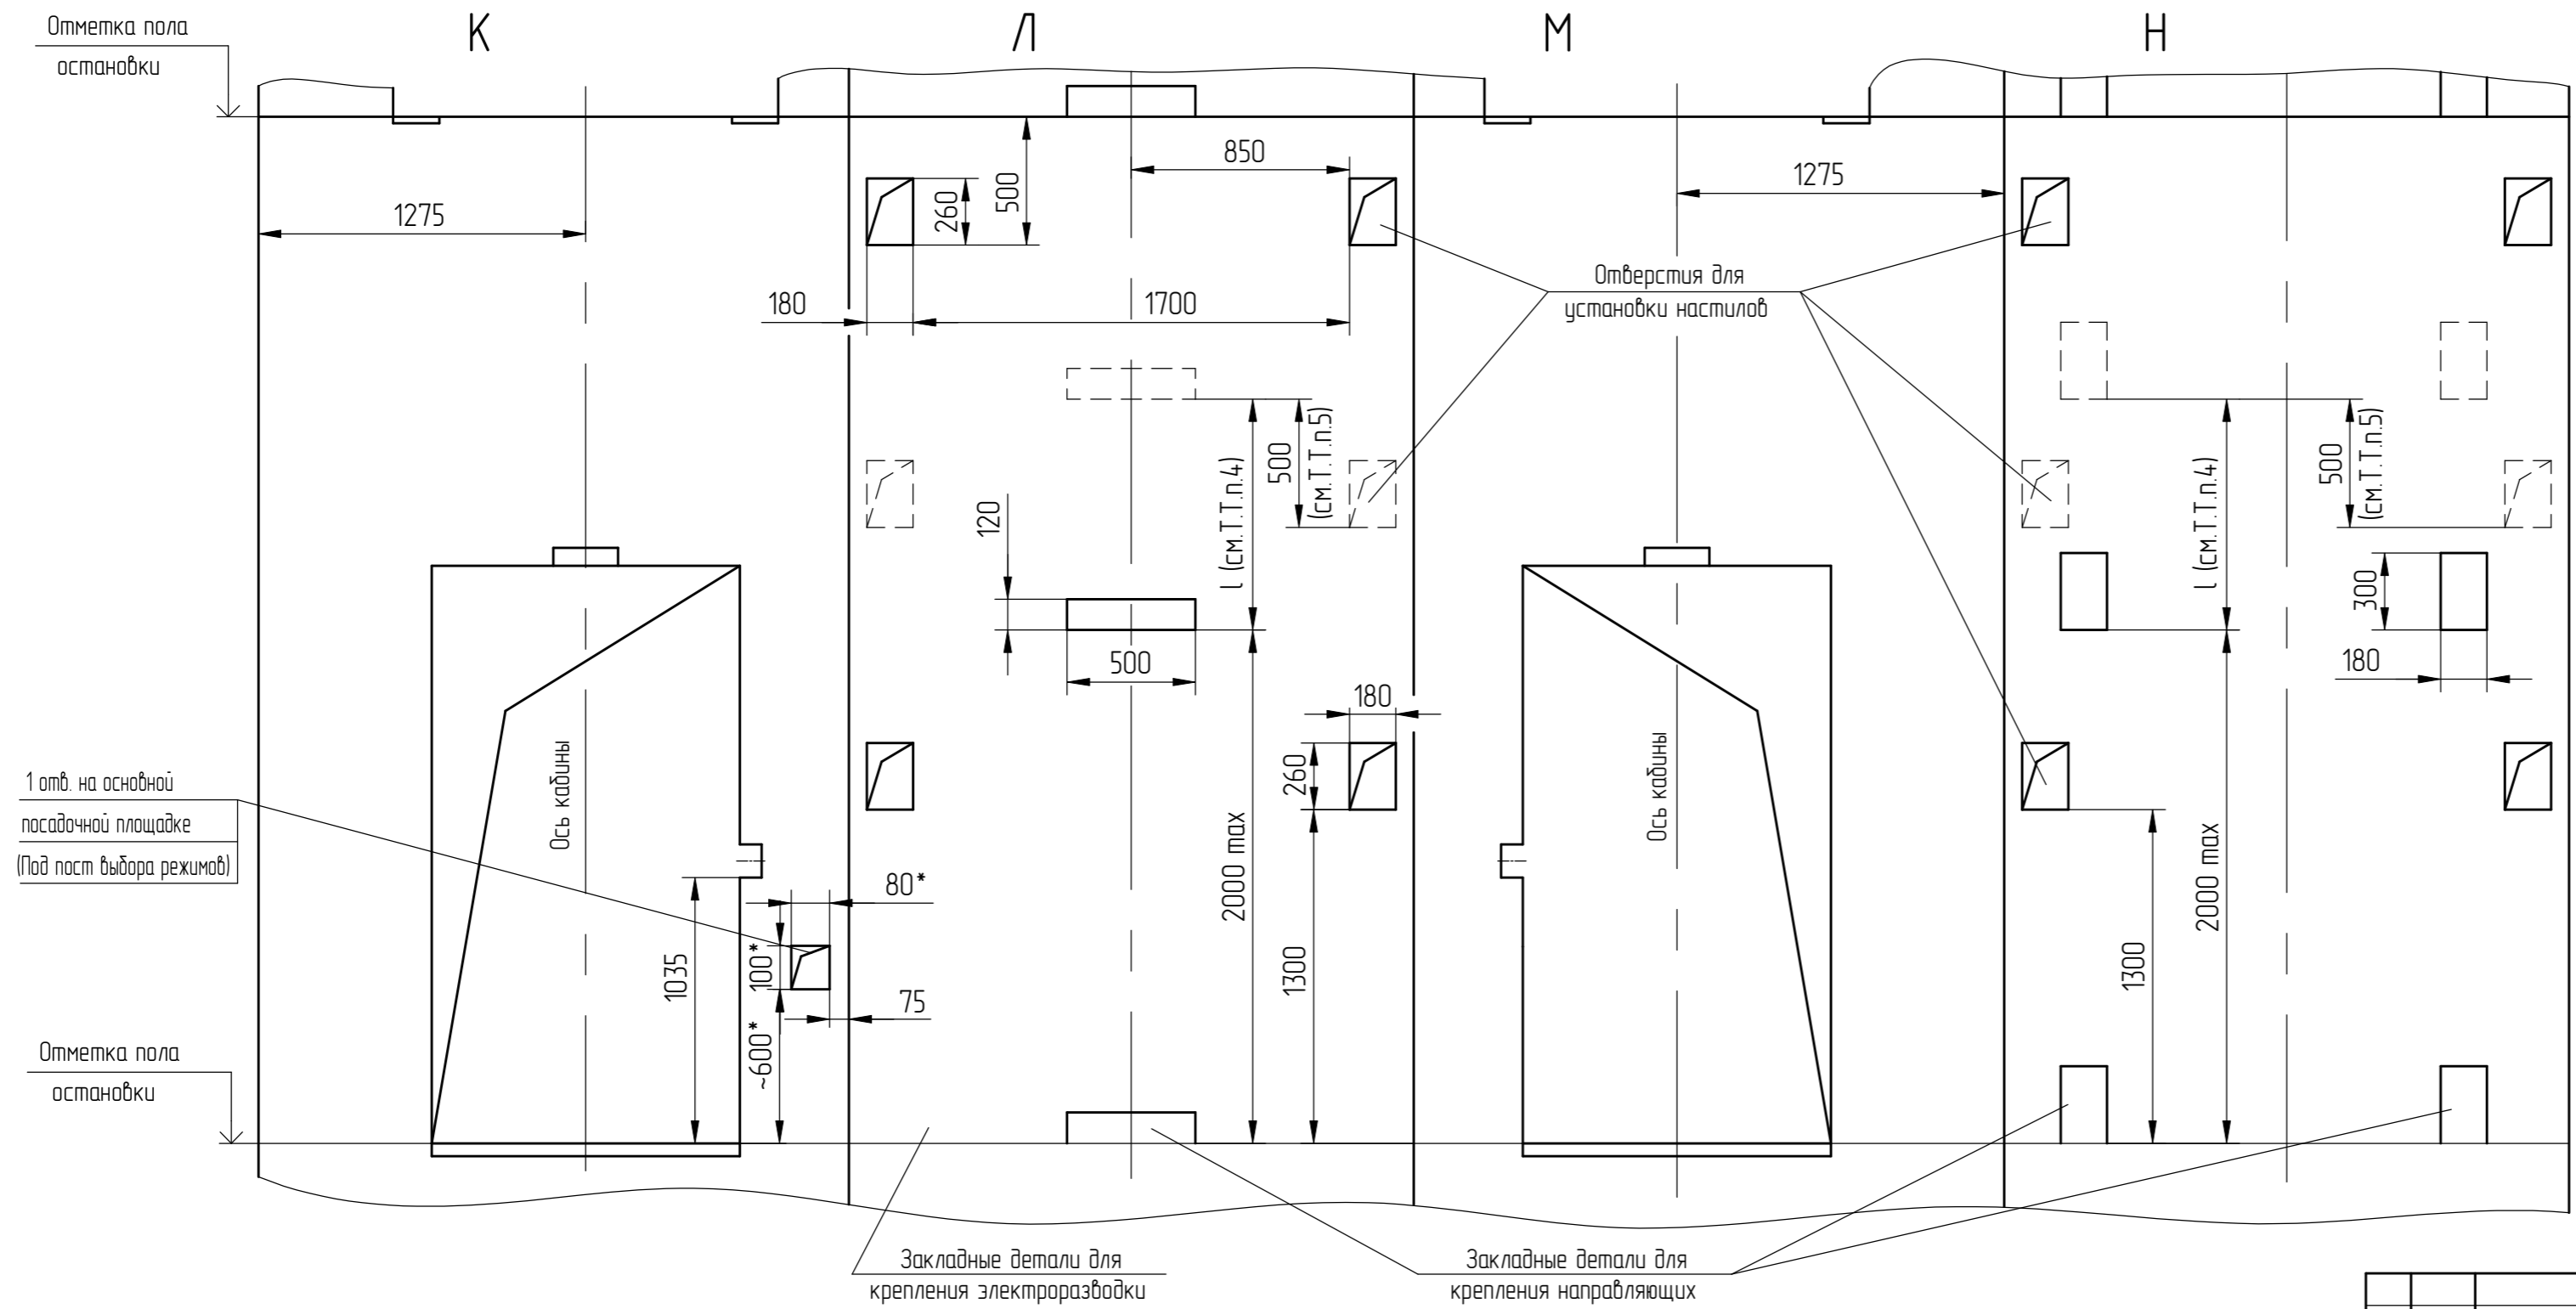 Отметка пола
остановки
К
Л
М
Н
850
1275
260
500
1275
180
1700
Отверстия для
установки настилов
l (см.Т.Т.п.4)
500
(см.Т.Т.п.5)
l (см.Т.Т.п.4)
500
(см.Т.Т.п.5)
120
300
500
180
180
Ось кабины
Ось кабины
260
1 отв. на основной
посадочной площадке
(Под пост выбора режимов)
80*
2000 max
2000 max
1035
100*
1300
1300
75
~600*
Отметка пола
остановки
Закладные детали для
крепления электроразводки
Закладные детали для
крепления направляющих